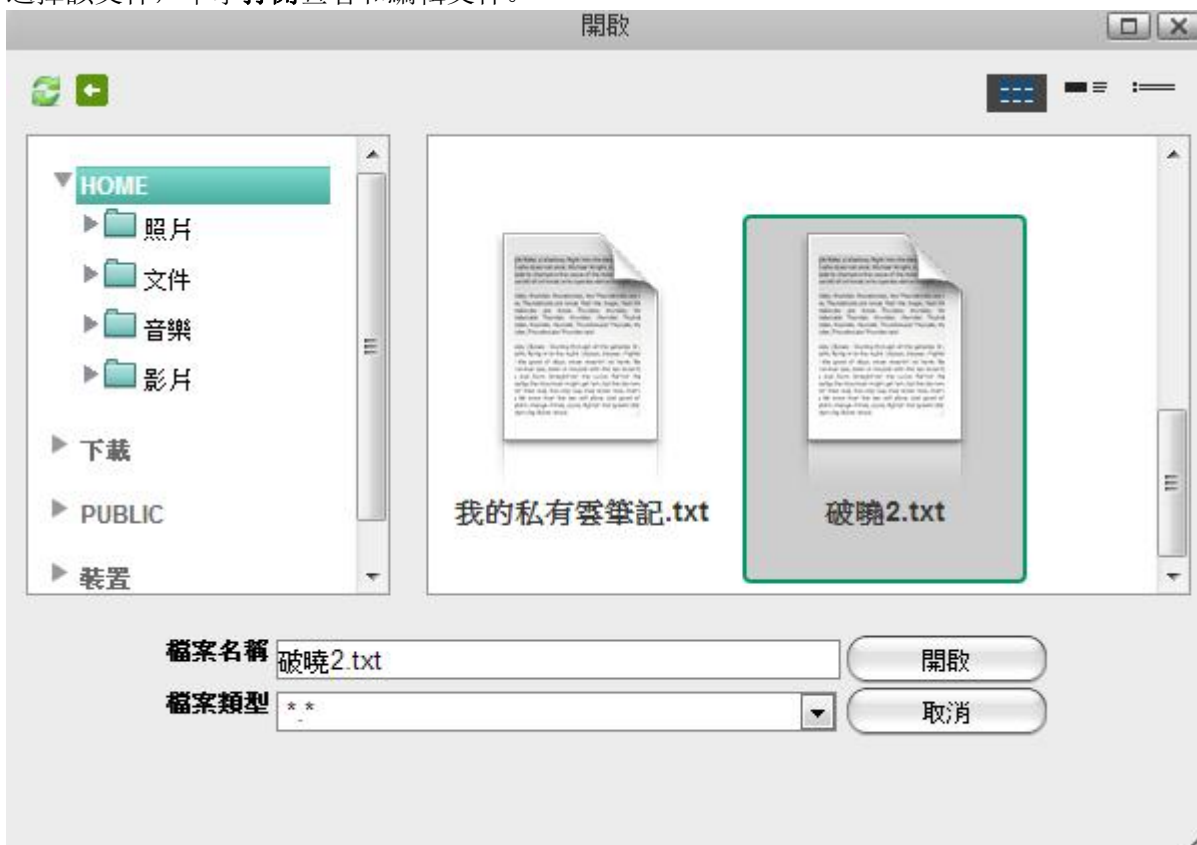 開啟
HOME
照片
文件
音樂
影片
下載
PUBLIC
裝置
我的私有雲筆記.txt
破曉2.txt
檔案名稱 破曉2.txt
開啟
檔案類型 *.*
取消